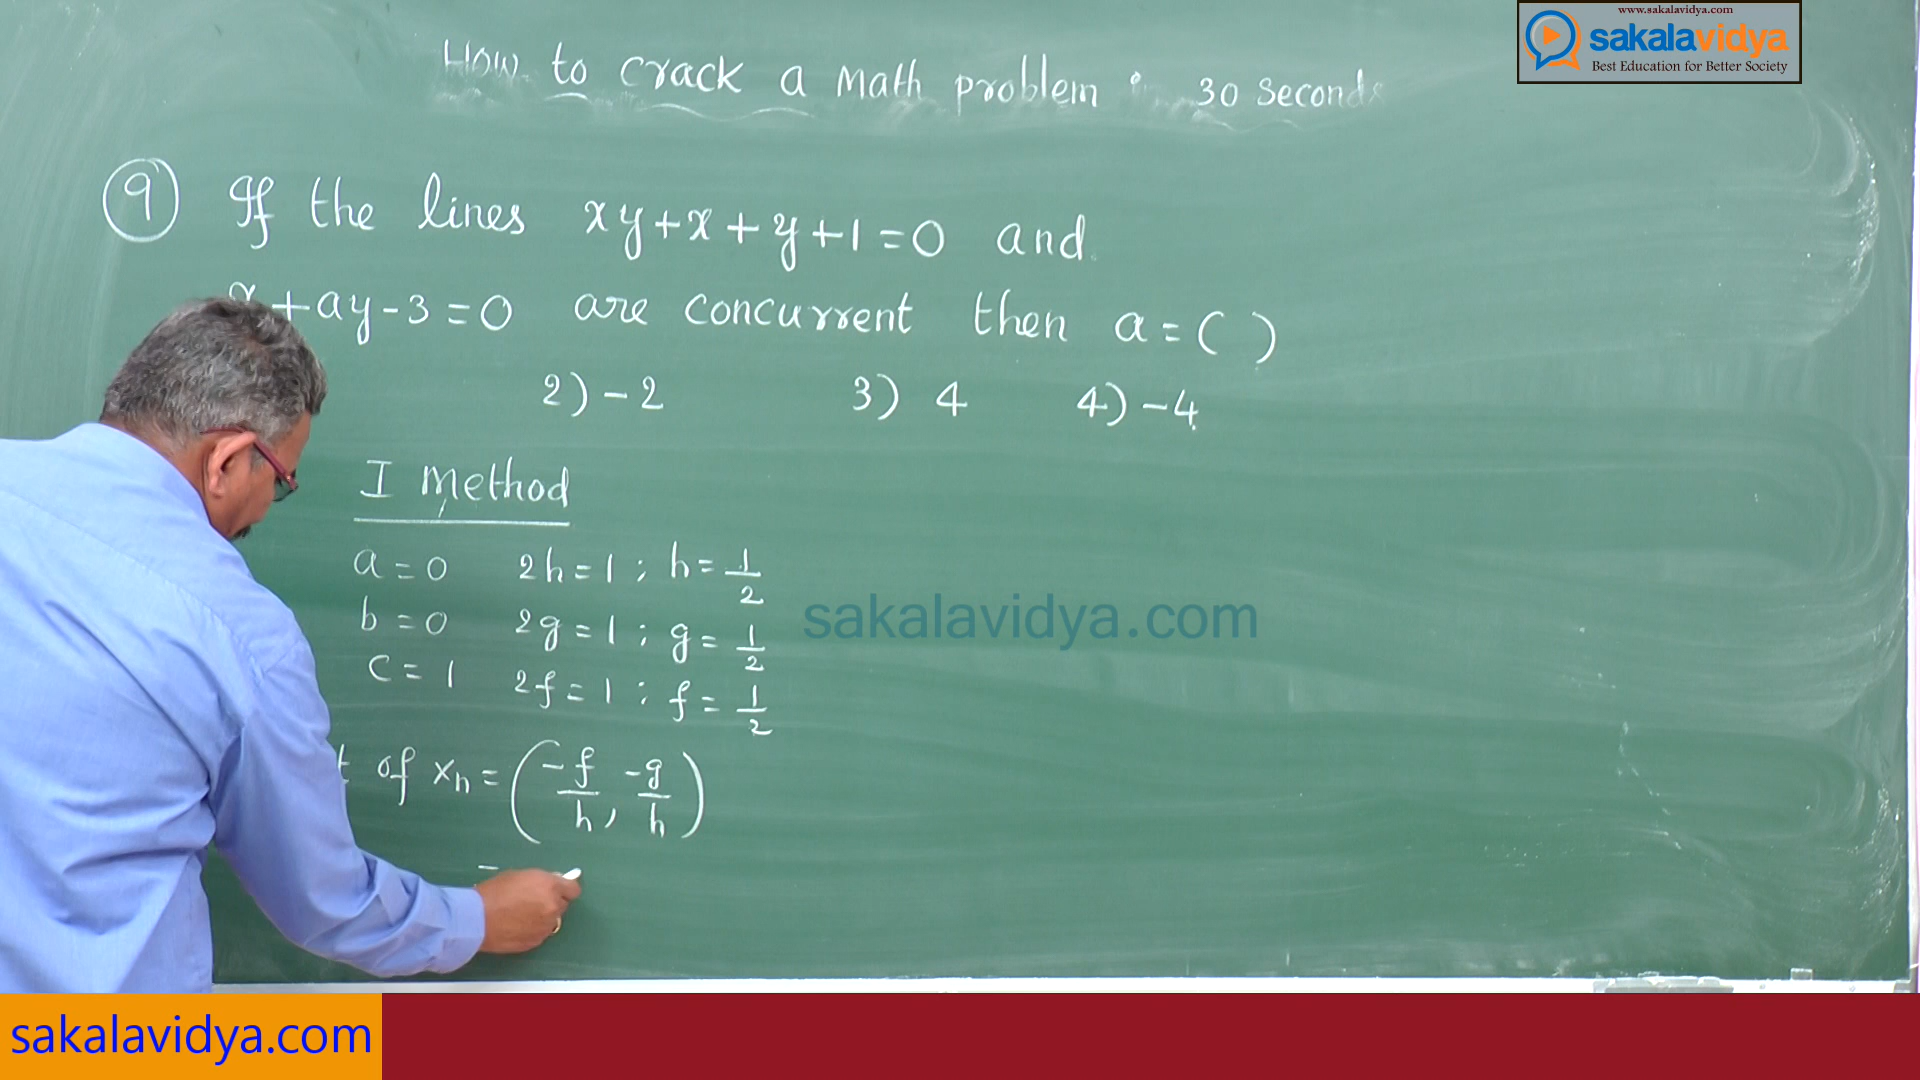 www.sakalavidya.com
sakalavidya
Best Education for Better Society
How to crack a Math problem 30 Seconds
9 If the lines xy+x+y+1=0 and
x+ay-3=0 are concurrent then a=( )
2) -2 3) 4 4) -4
I Method
a=0 2h=1 ; h=1/2
b=0 2g=1 ; g=1/2
c=1 2f=1 ; f=1/2
of xn = (-f/h, -g/h)
=
sakalavidya.com
sakalavidya.com